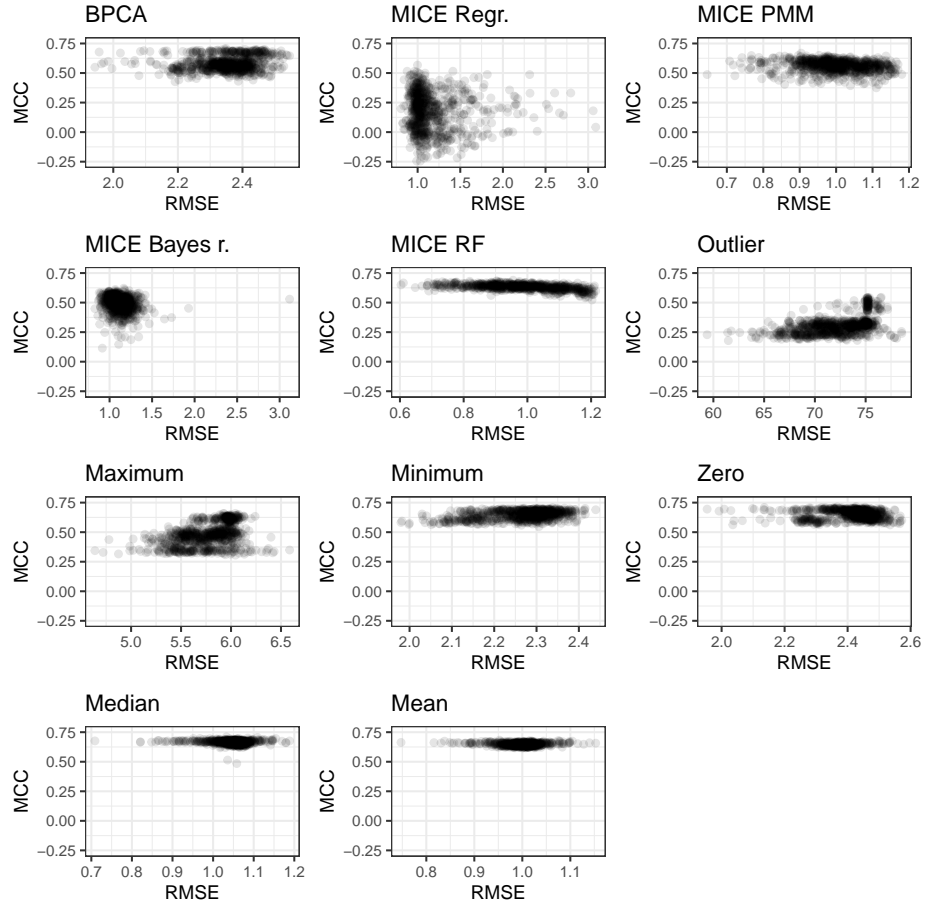 BPCA
MICE Regr.
MICE PMM
0.75
0.50
0.25
0.00
−0.25
MCC
2.0 2.2 2.4
RMSE
0.75
0.50
0.25
0.00
−0.25
MCC
1.0 1.5 2.0 2.5 3.0
RMSE
0.75
0.50
0.25
0.00
−0.25
MCC
0.7 0.8 0.9 1.0 1.1 1.2
RMSE
MICE Bayes r.
MICE RF
Outlier
0.75
0.50
0.25
0.00
−0.25
MCC
1.0 1.5 2.0 2.5 3.0
RMSE
0.75
0.50
0.25
0.00
−0.25
MCC
0.6 0.8 1.0 1.2
RMSE
0.75
0.50
0.25
0.00
−0.25
MCC
60 65 70 75
RMSE
Maximum
Minimum
Zero
0.75
0.50
0.25
0.00
−0.25
MCC
5.0 5.5 6.0 6.5
RMSE
0.75
0.50
0.25
0.00
−0.25
MCC
2.0 2.1 2.2 2.3 2.4
RMSE
0.75
0.50
0.25
0.00
−0.25
MCC
2.0 2.2 2.4 2.6
RMSE
Median
Mean
0.75
0.50
0.25
0.00
−0.25
MCC
0.7 0.8 0.9 1.0 1.1 1.2
RMSE
0.75
0.50
0.25
0.00
−0.25
MCC
0.8 0.9 1.0 1.1
RMSE